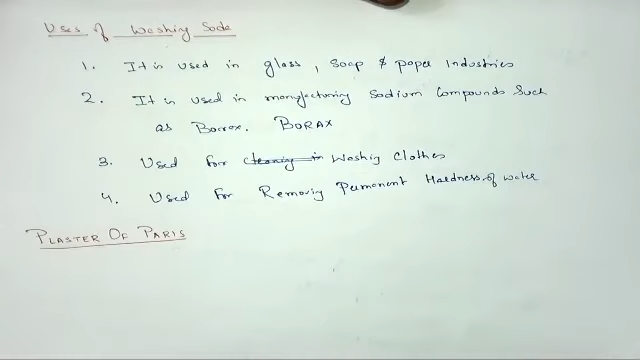 Uses of Washing Soda
1. It is used in glass, Soap & paper Industries
2. It is used in manufacturing Sodium Compounds Such
as Borax. BORAX
3. Used for cleaning in Washing Clothes
4. Used for Removing Permanent Hardness of water
PLASTER OF PARIS